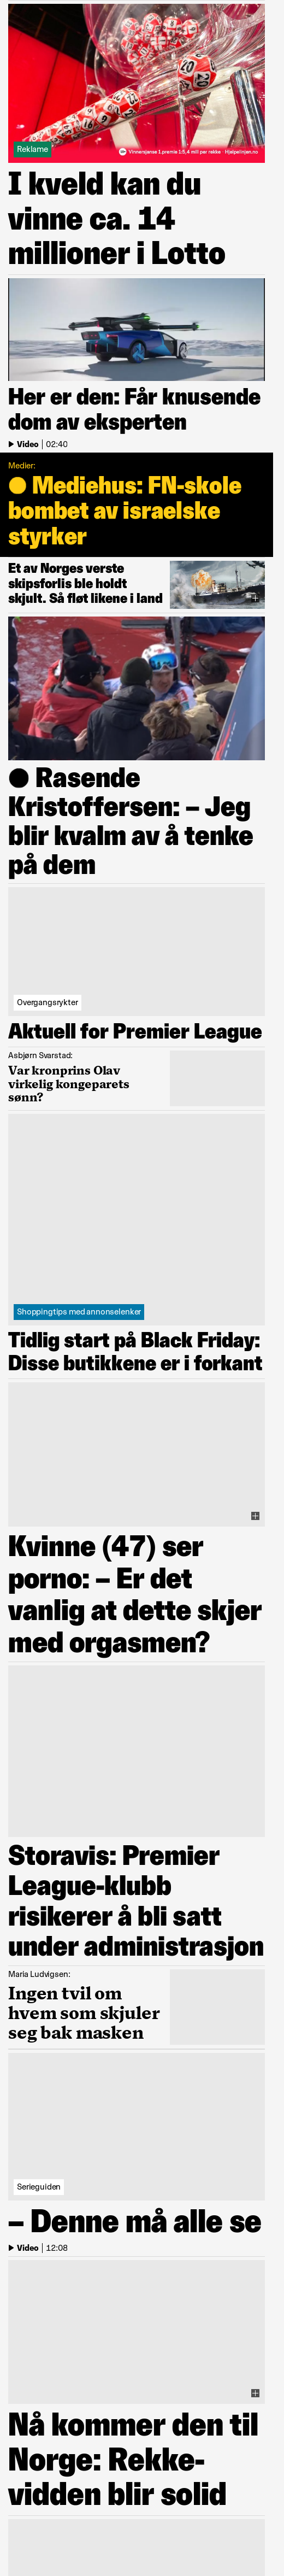 Reklame
Vinnersjanse 1.premie 1:5,4 mill per rekke Hjelpelinjen.no
I kveld kan du
vinne ca. 14
millioner i Lotto
Her er den: Får knusende
dom av eksperten
Video | 02:40
Medier:
Mediehus: FN-skole
bombet av israelske
styrker
Et av Norges verste
skipsforlis ble holdt
skjult. Så fløt likene i land
Rasende
Kristoffersen: – Jeg
blir kvalm av å tenke
på dem
Overgangsrykter
Aktuell for Premier League
Asbjørn Svarstad:
Var kronprins Olav
virkelig kongeparets
sønn?
Shoppingtips med annonselenker
Tidlig start på Black Friday:
Disse butikkene er i forkant
Kvinne (47) ser
porno: – Er det
vanlig at dette skjer
med orgasmen?
Storavis: Premier
League-klubb
risikerer å bli satt
under administrasjon
Maria Ludvigsen:
Ingen tvil om
hvem som skjuler
seg bak masken
Serieguiden
– Denne må alle se
Video | 12:08
Nå kommer den til
Norge: Rekke-
vidden blir solid